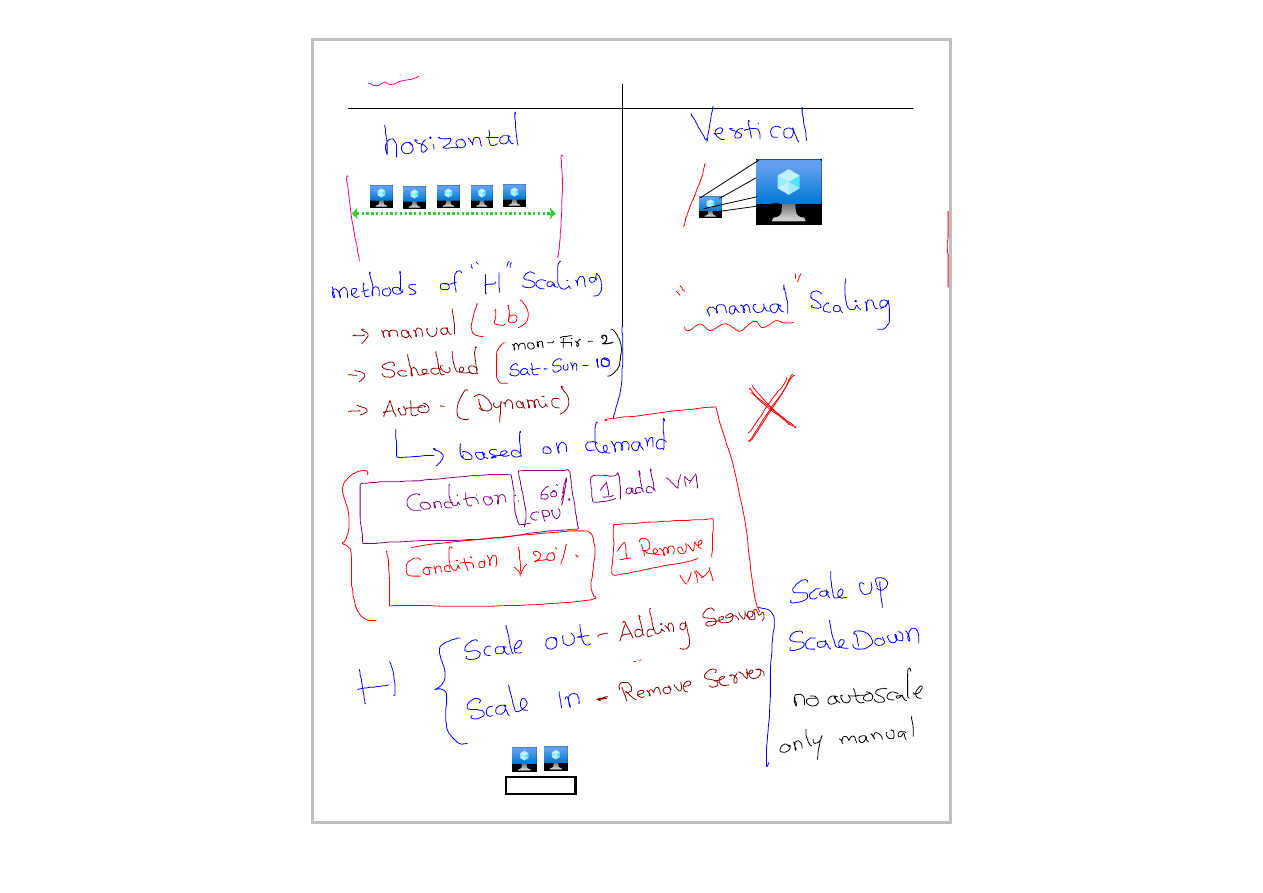 horizontal
Vertical
methods of "H" Scaling
→ manual (Lb)
→ Scheduled (mon-Fir-2
Sat-Sun-10)
→ Auto - (Dynamic)
↳ based on demand
Condition 60% CPU 1 add VM
Condition ↓ 20%. 1 Remove VM
H { Scale out - Adding Server
Scale In - Remove Server
"manual" Scaling
Scale up
Scale Down
no autoscale
only manual